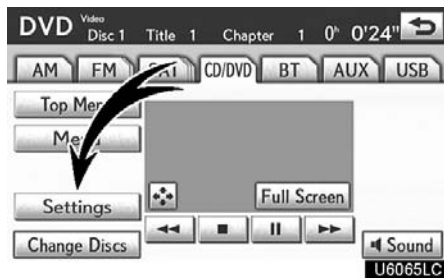 DVD Video Disc 1 Title 1 Chapter 1 0h 0'24"
AM FM SAT CD/DVD BT AUX USB
Top Menu
Menu
Settings Full Screen
Change Discs Sound
U6065LC